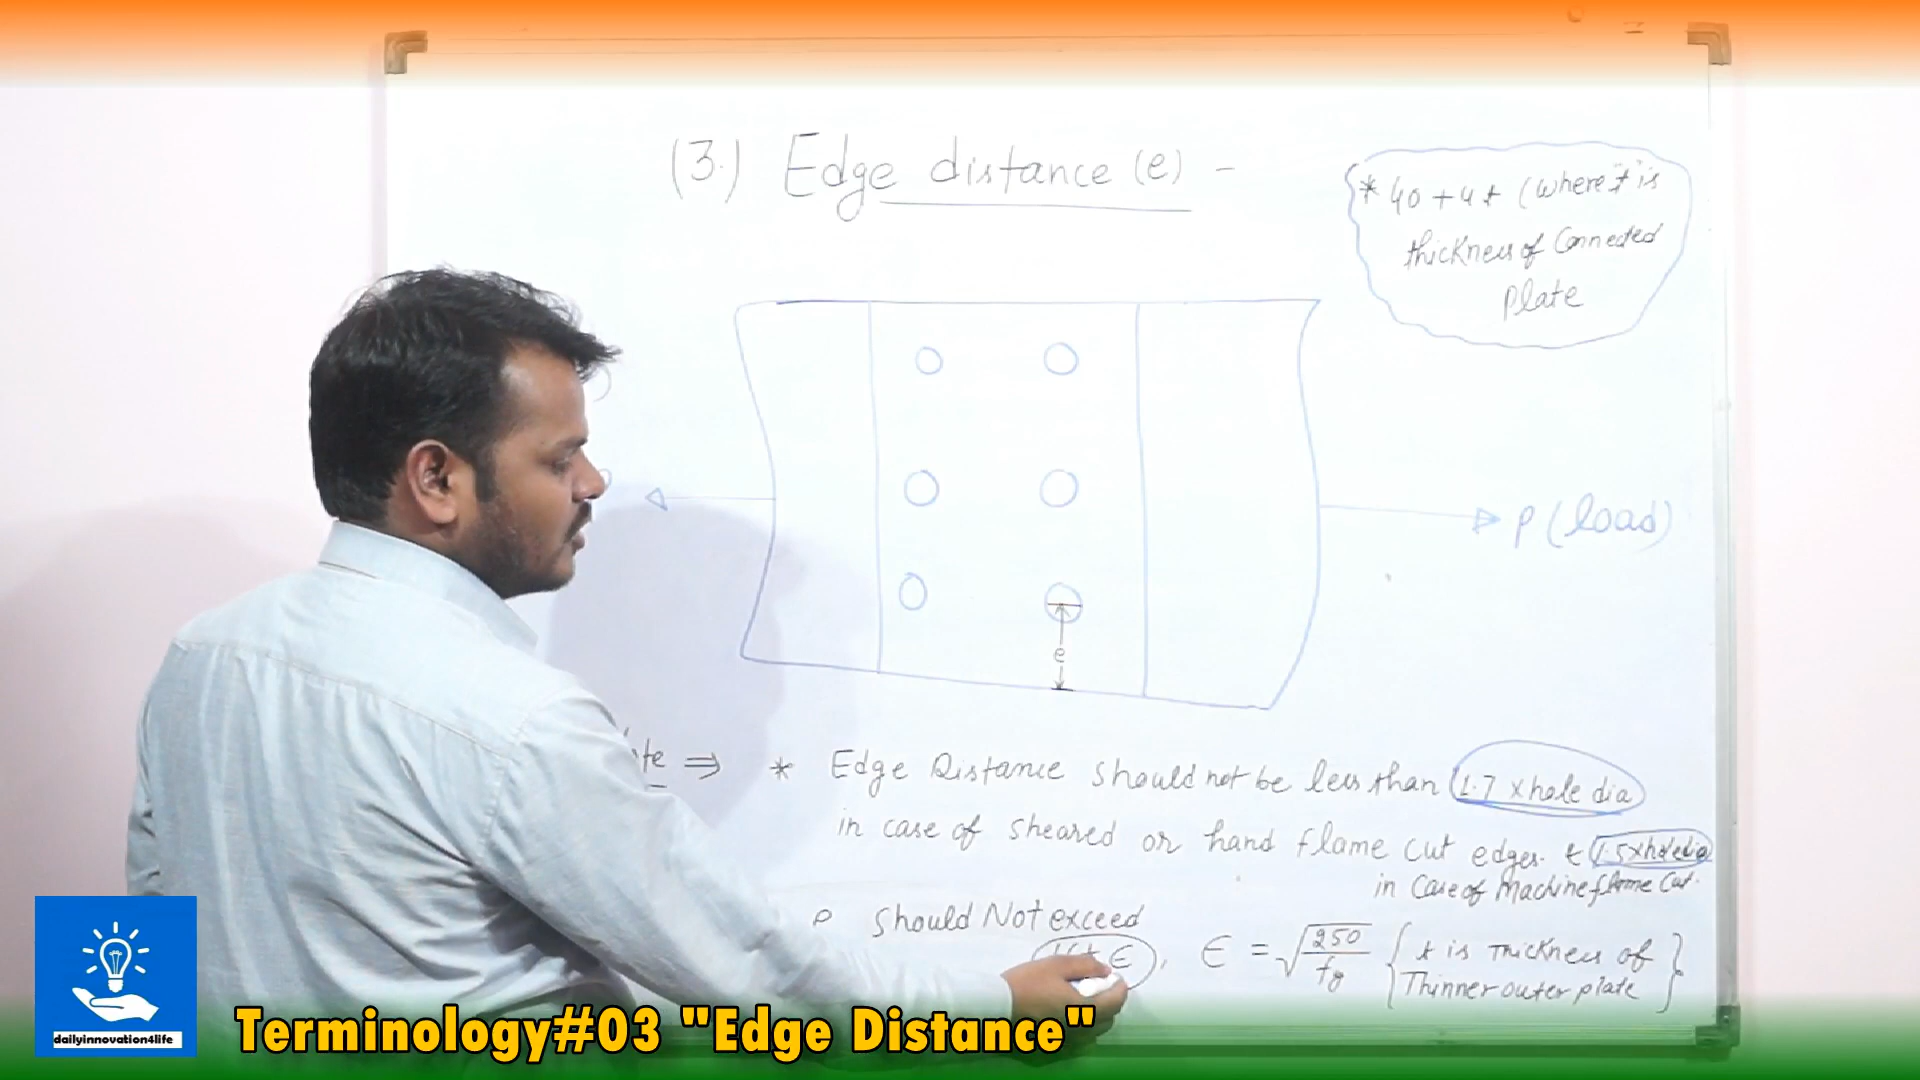 (3.) Edge distance (e) -
* 40 + 4t (where t is
thickness of Connected
Plate
P (load)
e
⇒ * Edge Distance should not be less than 1.7 x hole dia
in case of sheared or hand flame cut edges. & 1.5 x hole dia
in Case of Machine flame cut.
should Not exceed
ϵ , ϵ = √250/fy { t is Thickness of
Thinner outer plate }
dailyinnovation4life
Terminology#03 "Edge Distance"